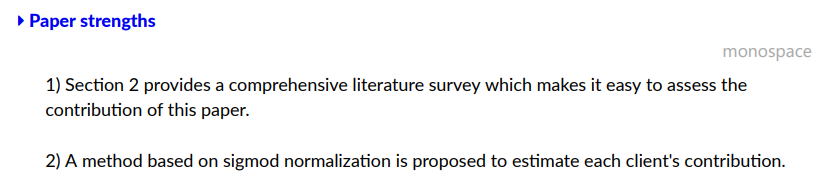 Paper strengths
monospace
1) Section 2 provides a comprehensive literature survey which makes it easy to assess the
contribution of this paper.
2) A method based on sigmod normalization is proposed to estimate each client's contribution.